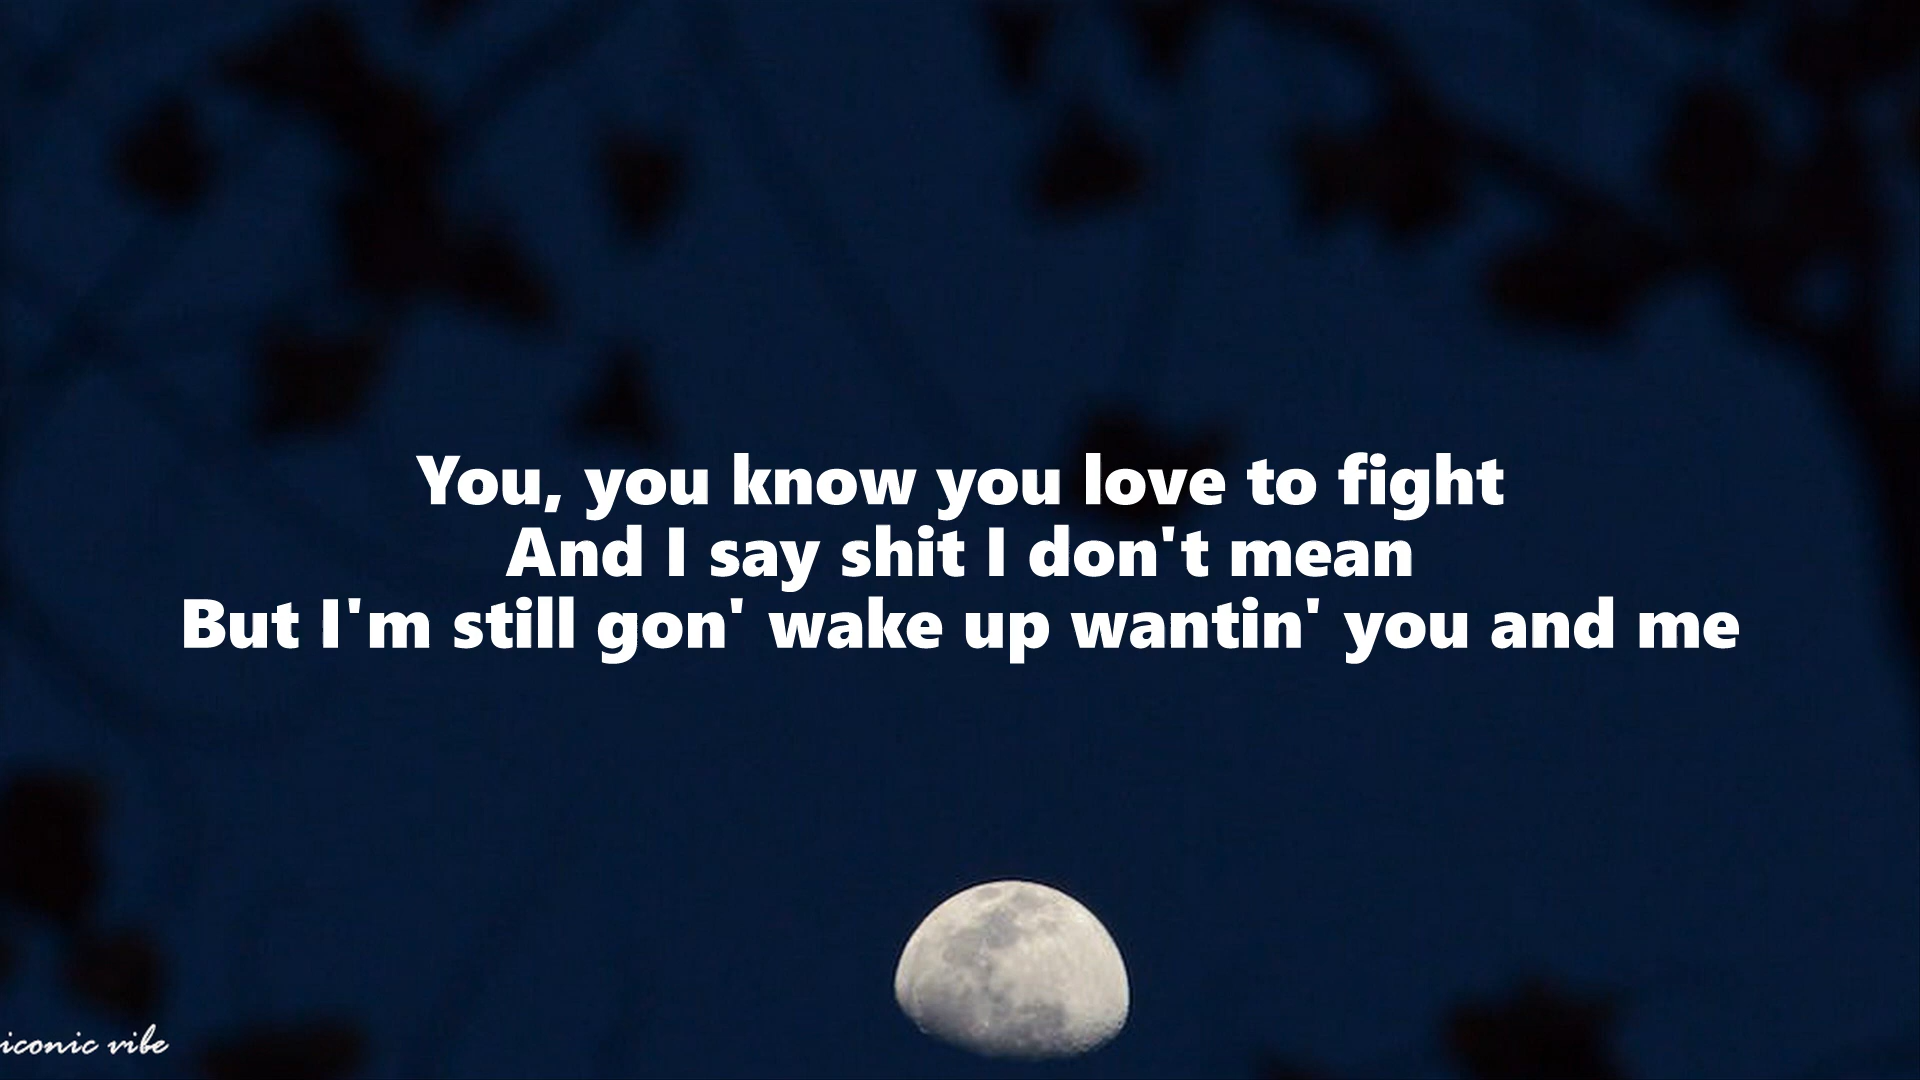 You, you know you love to fight
And I say shit I don't mean
But I'm still gon' wake up wantin' you and me
iconic vibe